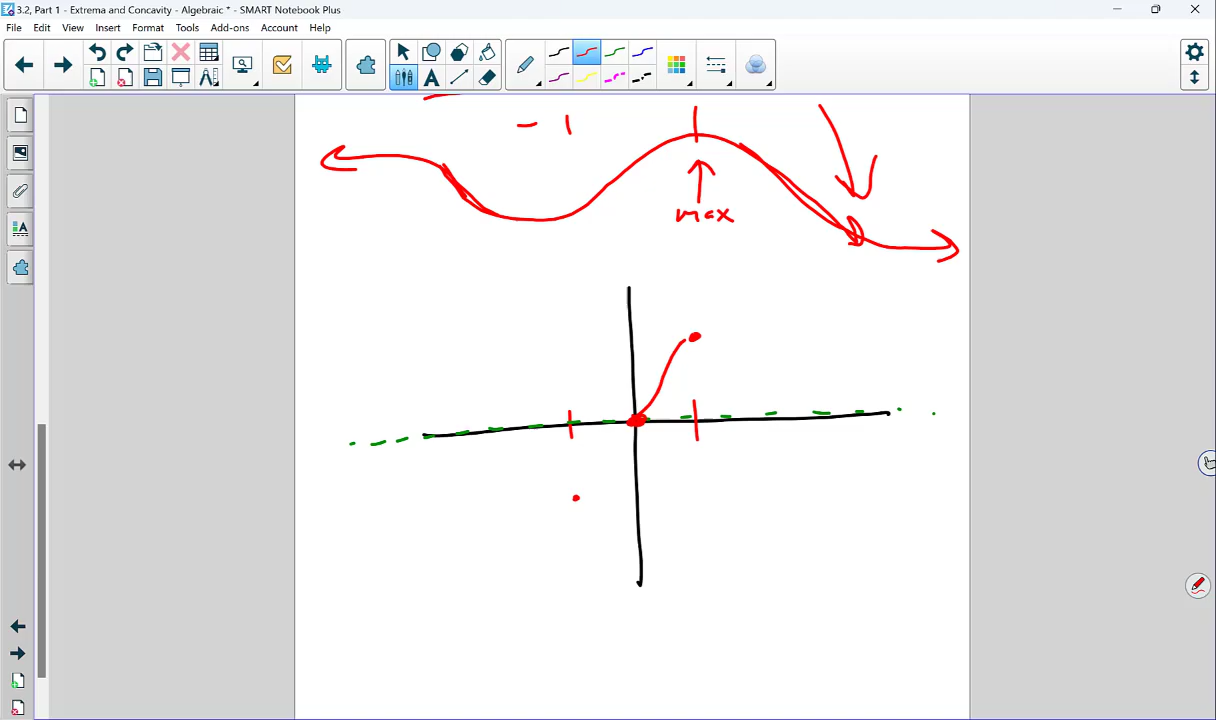 3.2, Part 1 - Extrema and Concavity - Algebraic * - SMART Notebook Plus
File Edit View Insert Format Tools Add-ons Account Help
- 1
max